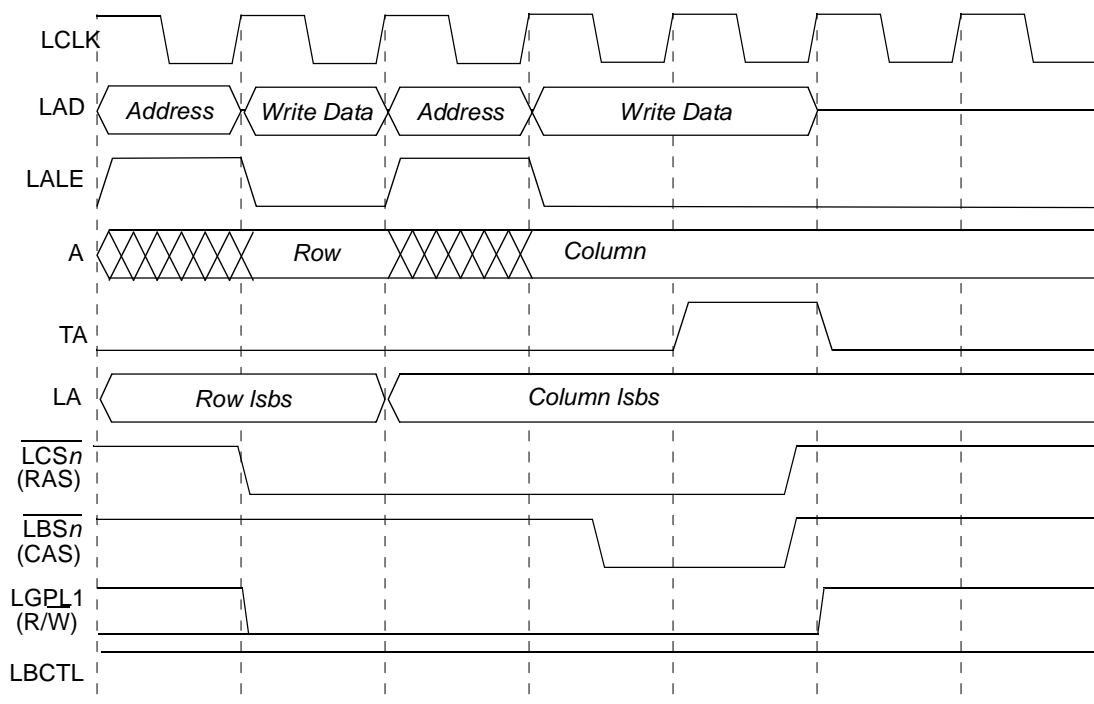 LCLK
LAD Address Write Data Address Write Data
LALE
A Row Column
TA
LA Row lsbs Column lsbs
LCSn
(RAS)
LBSn
(CAS)
LGPL1
(R/W)
LBCTL